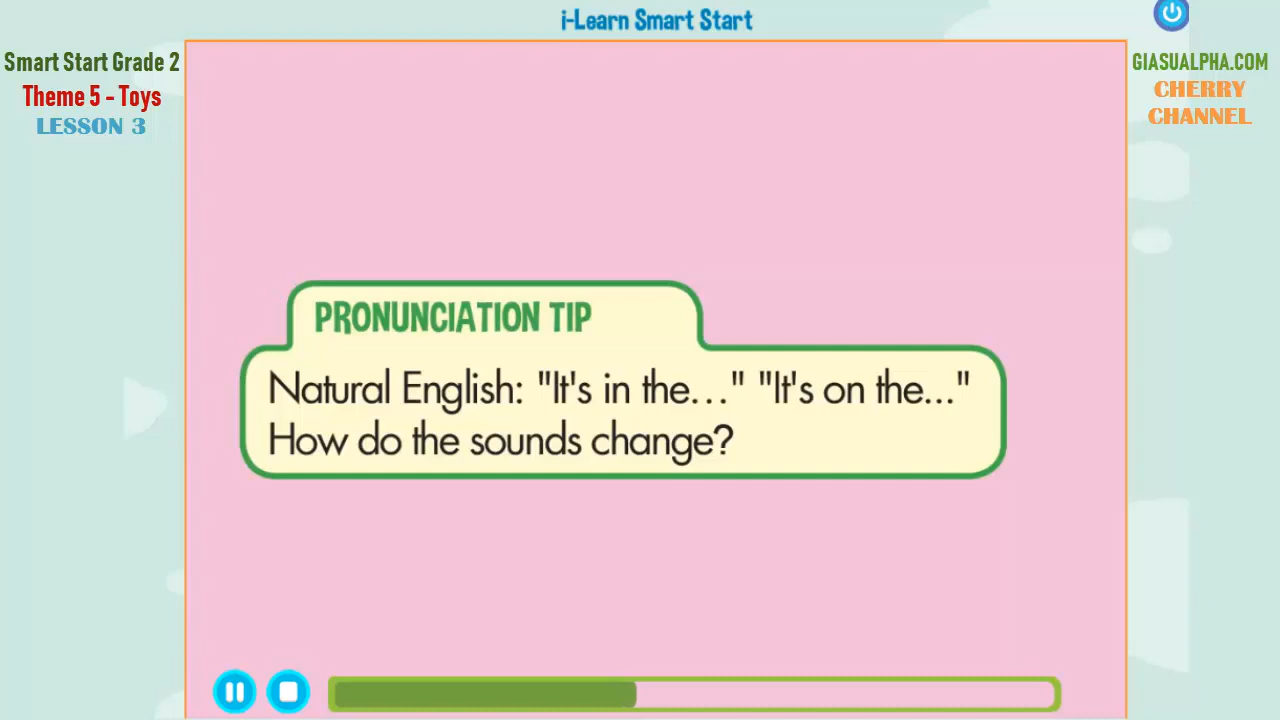 i-Learn Smart Start
Smart Start Grade 2
Theme 5 - Toys
LESSON 3
GIASUALPHA.COM
CHERRY
CHANNEL
PRONUNCIATION TIP
Natural English: "It's in the..." "It's on the..."
How do the sounds change?